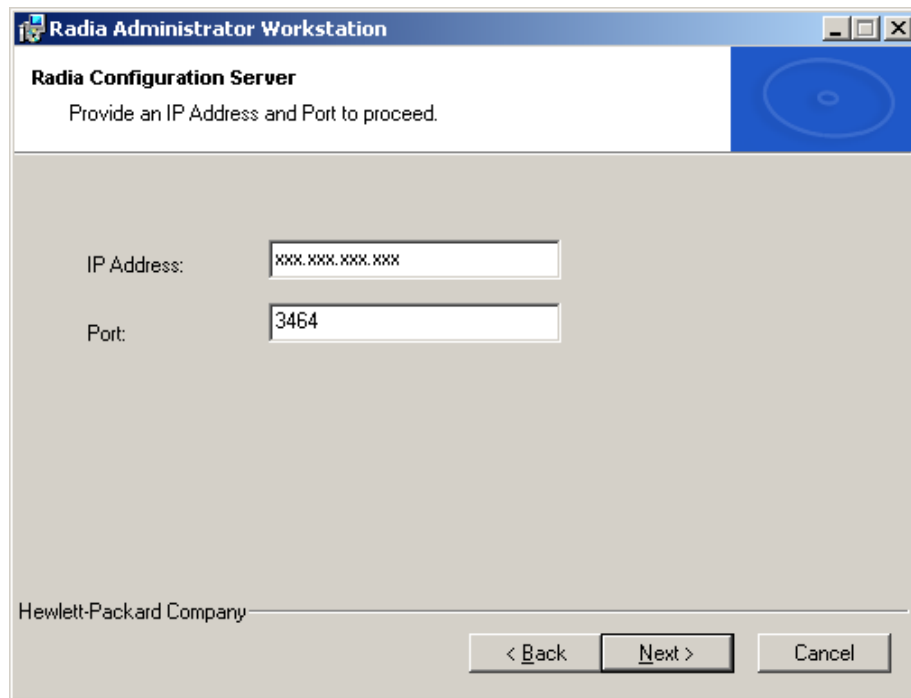 Radia Administrator Workstation
Radia Configuration Server
Provide an IP Address and Port to proceed.
IP Address: xxx.xxx.xxx.xxx
Port: 3464
Hewlett-Packard Company
< Back Next > Cancel